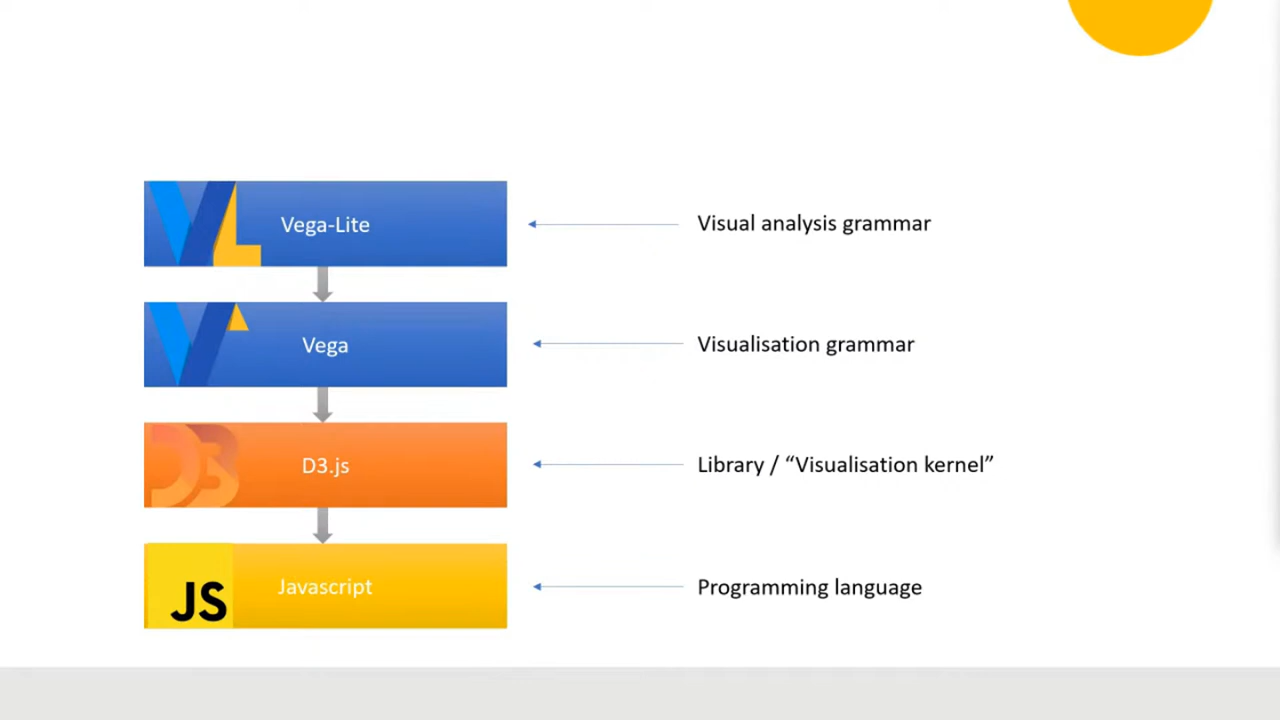 Vega-Lite
Visual analysis grammar
Vega
Visualisation grammar
D3.js
Library / “Visualisation kernel”
JS
Javascript
Programming language